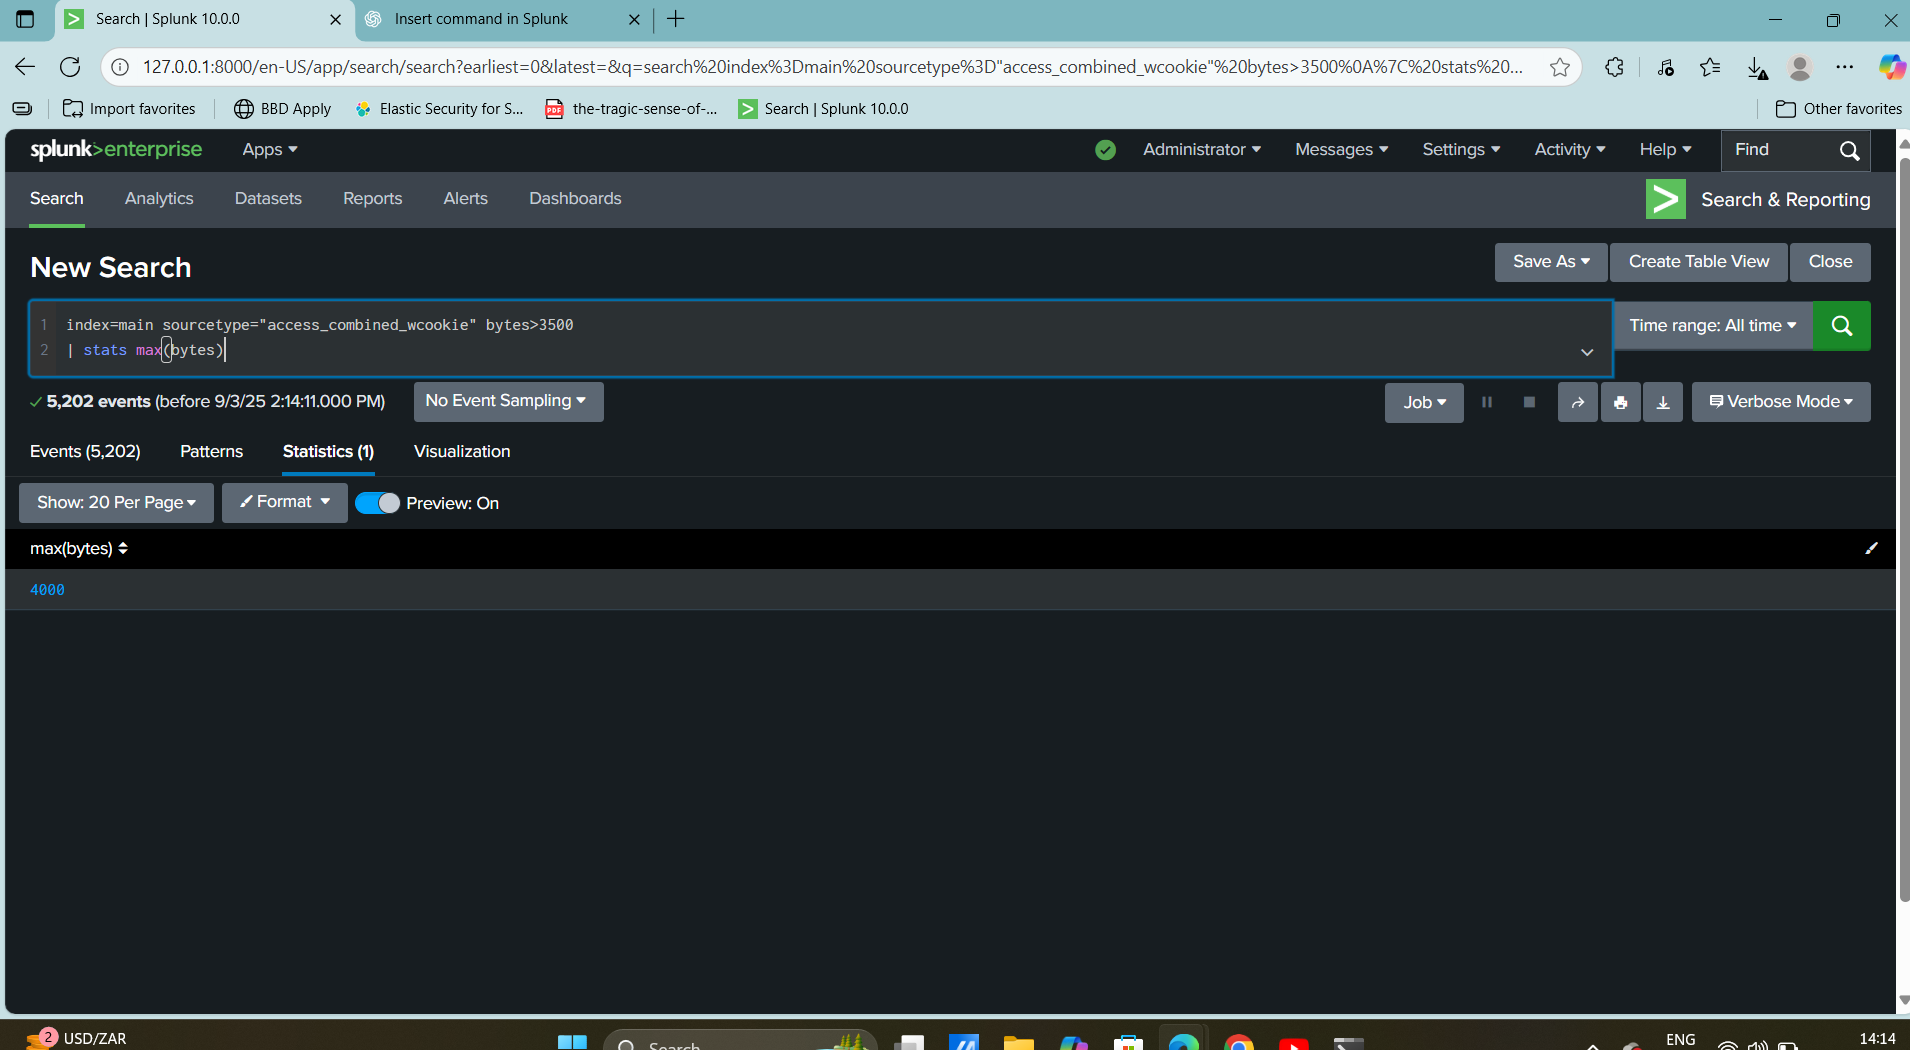 Search | Splunk 10.0.0
Insert command in Splunk
127.0.0.1:8000/en-US/app/search/search?earliest=0&latest=&q=search%20index%3Dmain%20sourcetype%3D"access_combined_wcookie"%20bytes>3500%0A%7C%20stats%20...
Import favorites
BBD Apply
Elastic Security for S...
PDF
the-tragic-sense-of-...
Search | Splunk 10.0.0
Other favorites
splunk>enterprise
Apps
Administrator
Messages
Settings
Activity
Help
Find
Search
Analytics
Datasets
Reports
Alerts
Dashboards
Search & Reporting
New Search
Save As
Create Table View
Close
1 index=main sourcetype="access_combined_wcookie" bytes>3500
2 | stats max(bytes)
Time range: All time
5,202 events (before 9/3/25 2:14:11.000 PM)
No Event Sampling
Job
Verbose Mode
Events (5,202)
Patterns
Statistics (1)
Visualization
Show: 20 Per Page
Format
Preview: On
max(bytes)
4000
2
USD/ZAR
Search
ENG
14:14